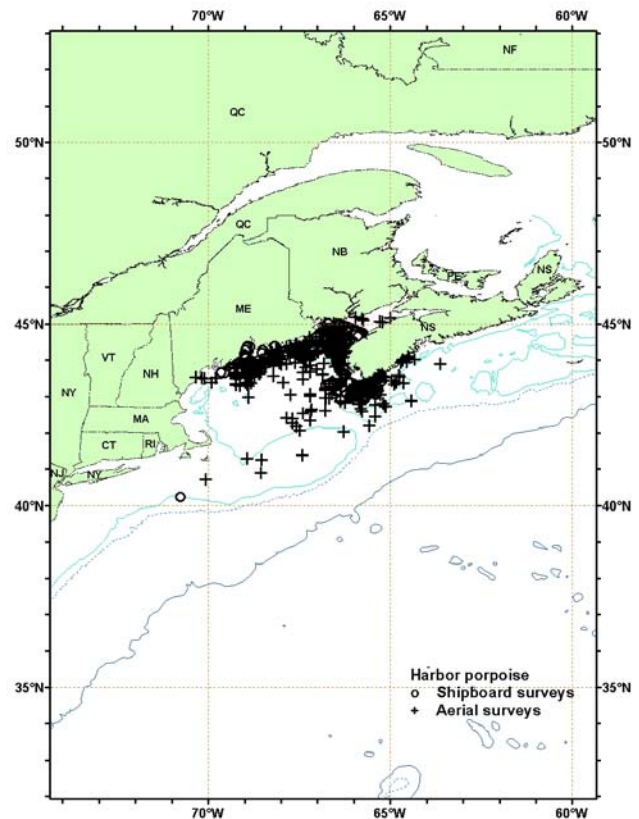 70°W 65°W 60°W
NF
QC
50°N 50°N
QC
NB
PE NS
ME
45°N 45°N
NS
VT
NH
NY
MA
CT RI
NJ NY
40°N 40°N
35°N 35°N
Harbor porpoise
Shipboard surveys
Aerial surveys
70°W 65°W 60°W